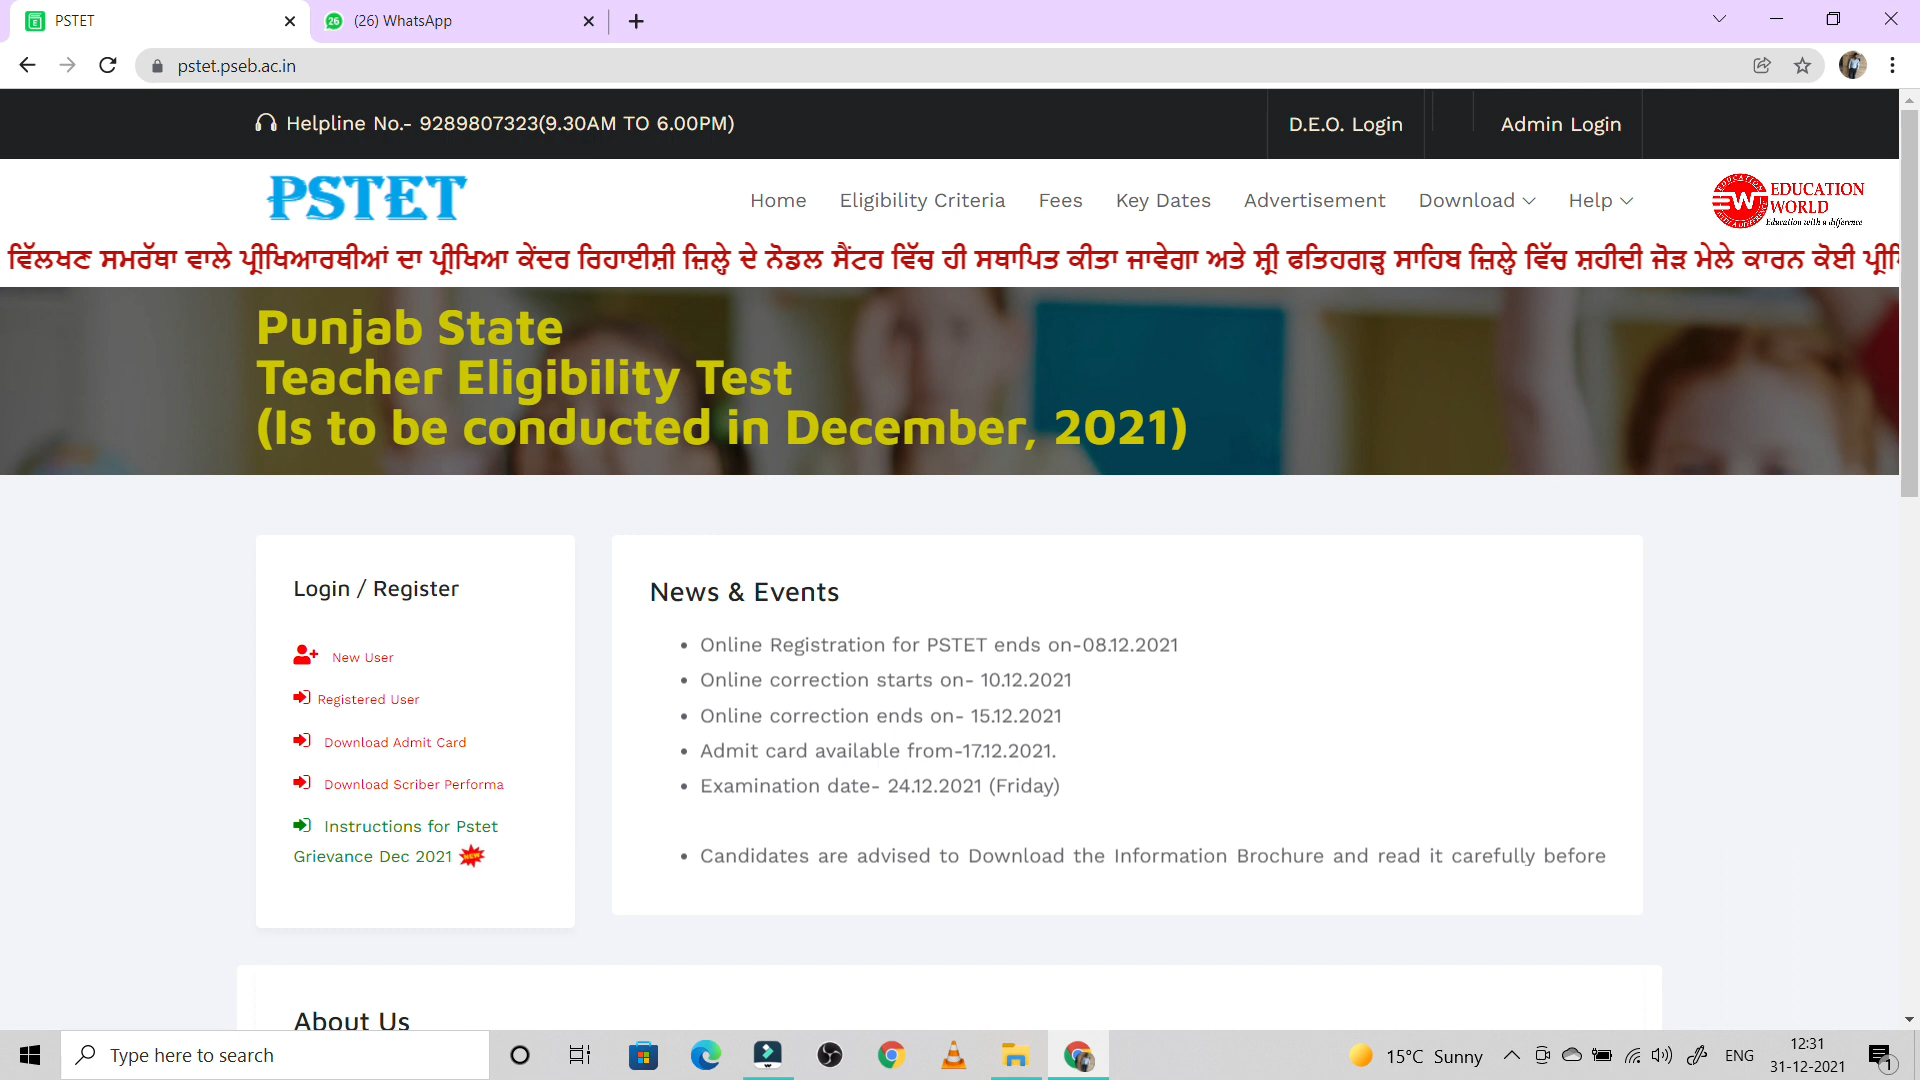 PSTET
26
(26) WhatsApp
pstet.pseb.ac.in
Helpline No.- 9289807323(9.30AM TO 6.00PM)
D.E.O. Login
Admin Login
PSTET
Home
Eligibility Criteria
Fees
Key Dates
Advertisement
Download
Help
EDUCATION
WORLD
Education with a difference
EW
ਵਿੱਲਖਣ ਸਮਰੱਥਾ ਵਾਲੇ ਪ੍ਰੀਖਿਆਰਥੀਆਂ ਦਾ ਪ੍ਰੀਖਿਆ ਕੇਂਦਰ ਰਿਹਾਈਸ਼ੀ ਜ਼ਿਲ੍ਹੇ ਦੇ ਨੋਡਲ ਸੈਂਟਰ ਵਿੱਚ ਹੀ ਸਥਾਪਿਤ ਕੀਤਾ ਜਾਵੇਗਾ ਅਤੇ ਸ਼੍ਰੀ ਫਤਿਹਗੜ੍ਹ ਸਾਹਿਬ ਜ਼ਿਲ੍ਹੇ ਵਿੱਚ ਸ਼ਹੀਦੀ ਜੋੜ ਮੇਲੇ ਕਾਰਨ ਕੋਈ
Punjab State
Teacher Eligibility Test
(Is to be conducted in December, 2021)
Login / Register
New User
Registered User
Download Admit Card
Download Scriber Performa
Instructions for Pstet
Grievance Dec 2021 NEW
News & Events
• Online Registration for PSTET ends on-08.12.2021
• Online correction starts on- 10.12.2021
• Online correction ends on- 15.12.2021
• Admit card available from-17.12.2021.
• Examination date- 24.12.2021 (Friday)
• Candidates are advised to Download the Information Brochure and read it carefully before
About Us
Type here to search
15°C Sunny
ENG
12:31
31-12-2021
1